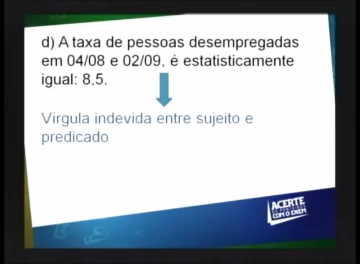 d) A taxa de pessoas desempregadas
em 04/08 e 02/09, é estatisticamente
igual: 8,5.
Virgula indevida entre sujeito e
predicado
ACERTE
COM O ENEM